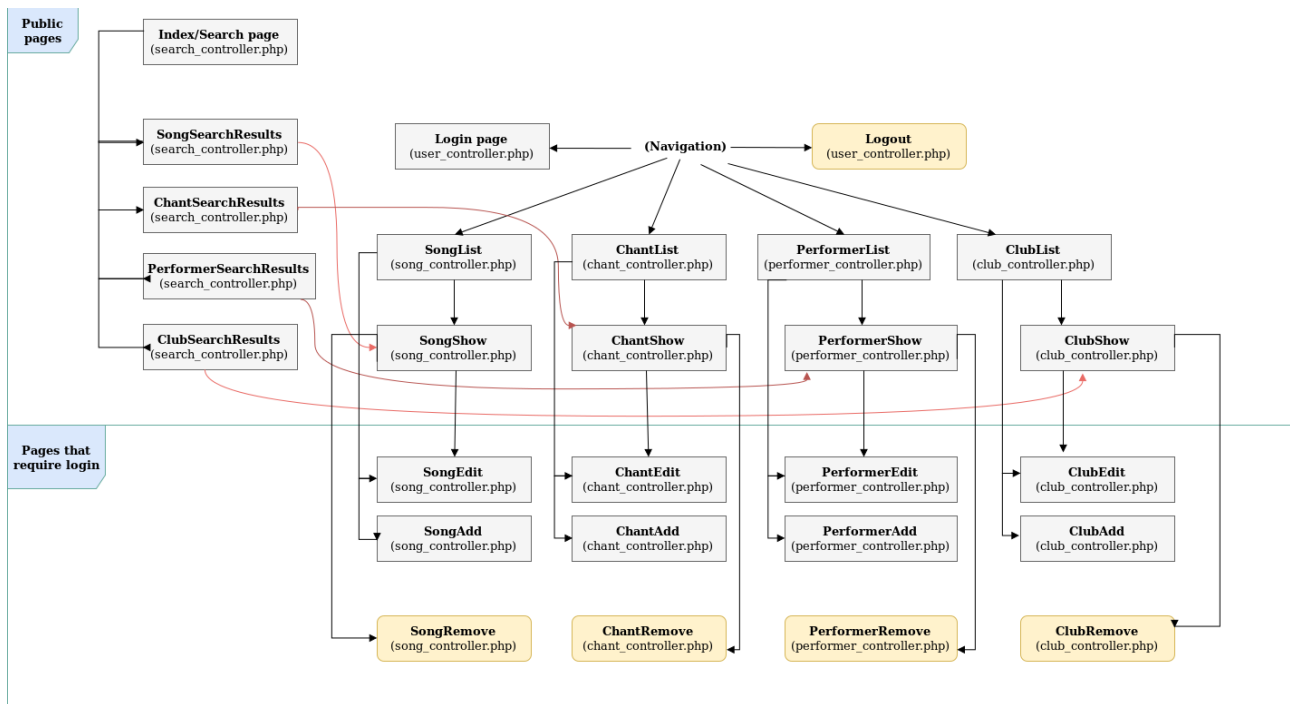 Public
pages
Index/Search page
(search_controller.php)
SongSearchResults
(search_controller.php)
Login page
(user_controller.php)
(Navigation)
Logout
(user_controller.php)
ChantSearchResults
(search_controller.php)
PerformerSearchResults
(search_controller.php)
ClubSearchResults
(search_controller.php)
SongList
(song_controller.php)
ChantList
(chant_controller.php)
PerformerList
(performer_controller.php)
ClubList
(club_controller.php)
SongShow
(song_controller.php)
ChantShow
(chant_controller.php)
PerformerShow
(performer_controller.php)
ClubShow
(club_controller.php)
Pages that
require login
SongEdit
(song_controller.php)
ChantEdit
(chant_controller.php)
PerformerEdit
(performer_controller.php)
ClubEdit
(club_controller.php)
SongAdd
(song_controller.php)
ChantAdd
(chant_controller.php)
PerformerAdd
(performer_controller.php)
ClubAdd
(club_controller.php)
SongRemove
(song_controller.php)
ChantRemove
(chant_controller.php)
PerformerRemove
(performer_controller.php)
ClubRemove
(club_controller.php)